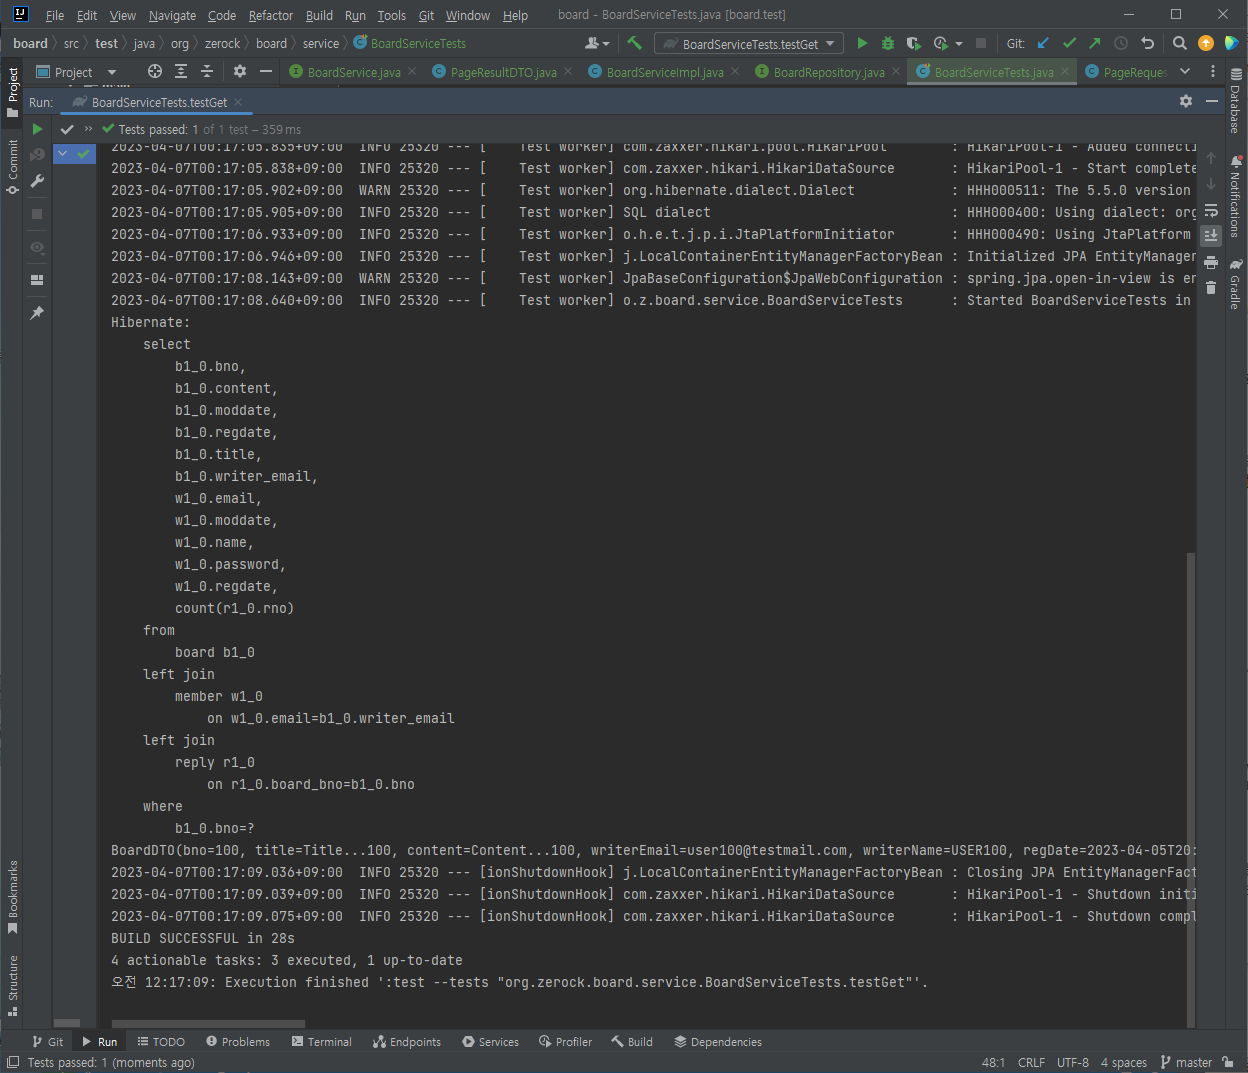 File Edit View Navigate Code Refactor Build Run Tools Git Window Help board - BoardServiceTests.java [board.test]
board src test java org zerock board service BoardServiceTests BoardServiceTests.testGet Git:
Project BoardService.java PageResultDTO.java BoardServiceImpl.java BoardRepository.java BoardServiceTests.java PageReques
Run: BoardServiceTests.testGet
Tests passed: 1 of 1 test – 359 ms
2023-04-07T00:17:05.835+09:00  INFO 25320 --- [    Test worker] com.zaxxer.hikari.pool.HikariPool        : HikariPool-1 - Added connecti
2023-04-07T00:17:05.838+09:00  INFO 25320 --- [    Test worker] com.zaxxer.hikari.HikariDataSource       : HikariPool-1 - Start complete
2023-04-07T00:17:05.902+09:00  WARN 25320 --- [    Test worker] org.hibernate.dialect.Dialect            : HHH000511: The 5.5.0 version
2023-04-07T00:17:05.905+09:00  INFO 25320 --- [    Test worker] SQL dialect                              : HHH000400: Using dialect: org
2023-04-07T00:17:06.933+09:00  INFO 25320 --- [    Test worker] o.h.e.t.j.p.i.JtaPlatformInitiator       : HHH000490: Using JtaPlatform
2023-04-07T00:17:06.946+09:00  INFO 25320 --- [    Test worker] j.LocalContainerEntityManagerFactoryBean : Initialized JPA EntityManager
2023-04-07T00:17:08.143+09:00  WARN 25320 --- [    Test worker] JpaBaseConfiguration$JpaWebConfiguration : spring.jpa.open-in-view is en
2023-04-07T00:17:08.640+09:00  INFO 25320 --- [    Test worker] o.z.board.service.BoardServiceTests      : Started BoardServiceTests in
Hibernate:
    select
        b1_0.bno,
        b1_0.content,
        b1_0.moddate,
        b1_0.regdate,
        b1_0.title,
        b1_0.writer_email,
        w1_0.email,
        w1_0.moddate,
        w1_0.name,
        w1_0.password,
        w1_0.regdate,
        count(r1_0.rno)
    from
        board b1_0
    left join
        member w1_0
            on w1_0.email=b1_0.writer_email
    left join
        reply r1_0
            on r1_0.board_bno=b1_0.bno
    where
        b1_0.bno=?
BoardDTO(bno=100, title=Title...100, content=Content...100, writerEmail=user100@testmail.com, writerName=USER100, regDate=2023-04-05T20:
2023-04-07T00:17:09.036+09:00  INFO 25320 --- [ionShutdownHook] j.LocalContainerEntityManagerFactoryBean : Closing JPA EntityManagerFact
2023-04-07T00:17:09.039+09:00  INFO 25320 --- [ionShutdownHook] com.zaxxer.hikari.HikariDataSource       : HikariPool-1 - Shutdown initi
2023-04-07T00:17:09.075+09:00  INFO 25320 --- [ionShutdownHook] com.zaxxer.hikari.HikariDataSource       : HikariPool-1 - Shutdown compl
BUILD SUCCESSFUL in 28s
4 actionable tasks: 3 executed, 1 up-to-date
오전 12:17:09: Execution finished ':test --tests "org.zerock.board.service.BoardServiceTests.testGet"'.
Project
Commit
Bookmarks
Structure
Database
Notifications
Gradle
Git Run TODO Problems Terminal Endpoints Services Profiler Build Dependencies
Tests passed: 1 (moments ago) 48:1 CRLF UTF-8 4 spaces master